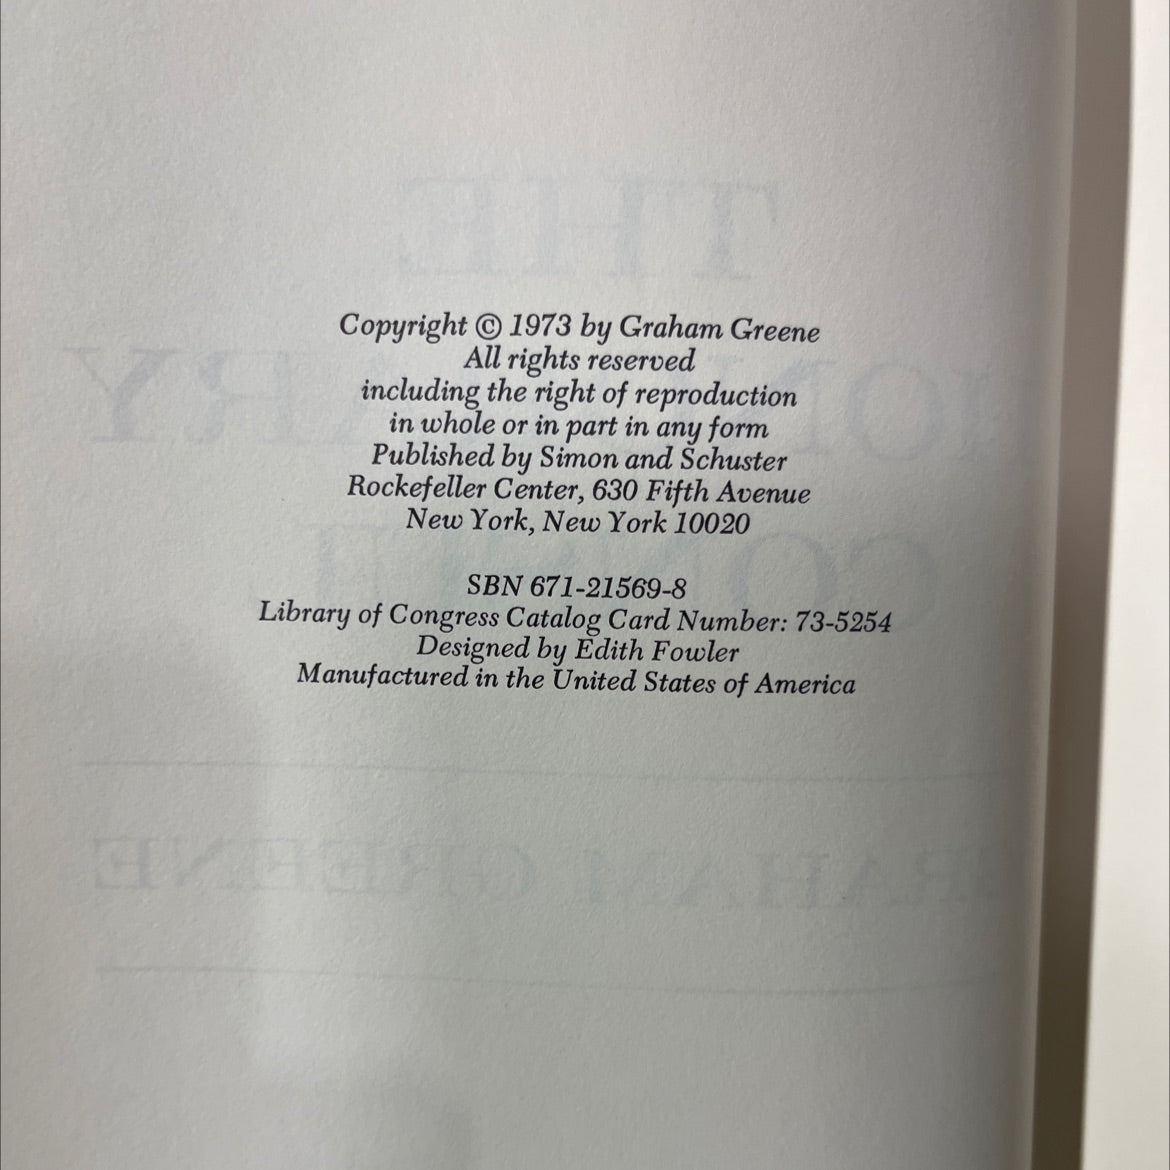 Copyright © 1973 by Graham Greene
All rights reserved
including the right of reproduction
in whole or in part in any form
Published by Simon and Schuster
Rockefeller Center, 630 Fifth Avenue
New York, New York 10020
SBN 671-21569-8
Library of Congress Catalog Card Number: 73-5254
Designed by Edith Fowler
Manufactured in the United States of America